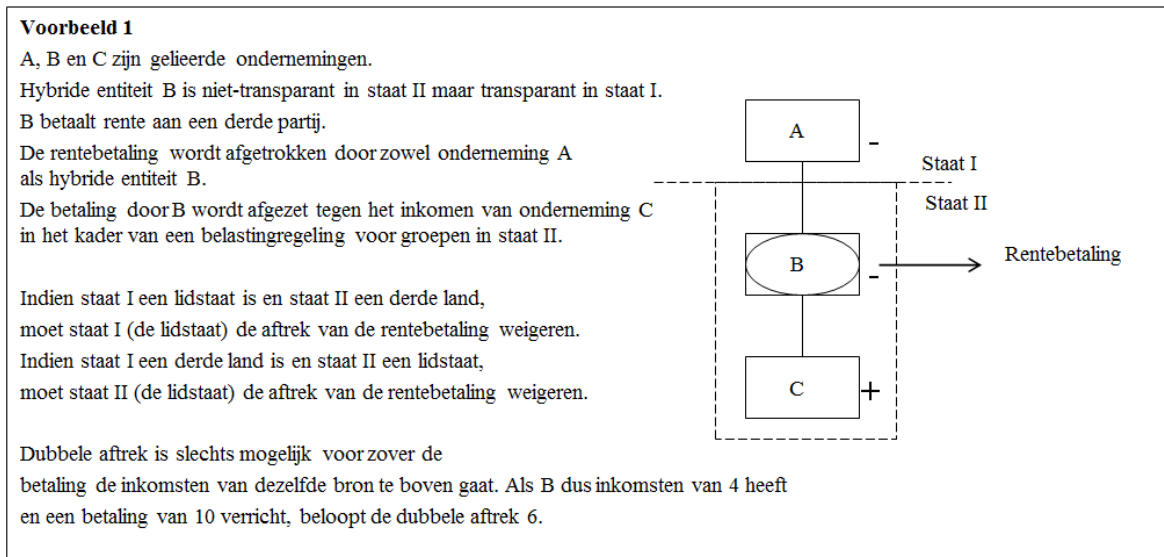 Voorbeeld 1
A, B en C zijn gelieerde ondernemingen.
Hybride entiteit B is niet-transparant in staat II maar transparant in staat I.
B betaalt rente aan een derde partij.
De rentebetaling wordt afgetrokken door zowel onderneming A
als hybride entiteit B.
De betaling door B wordt afgezet tegen het inkomen van onderneming C
in het kader van een belastingregeling voor groepen in staat II.
Indien staat I een lidstaat is en staat II een derde land,
moet staat I (de lidstaat) de aftrek van de rentebetaling weigeren.
Indien staat I een derde land is en staat II een lidstaat,
moet staat II (de lidstaat) de aftrek van de rentebetaling weigeren.
Dubbele aftrek is slechts mogelijk voor zover de
betaling de inkomsten van dezelfde bron te boven gaat. Als B dus inkomsten van 4 heeft
en een betaling van 10 verricht, beloopt de dubbele aftrek 6.
A
-
Staat I
Staat II
B
-
Rentebetaling
C
+